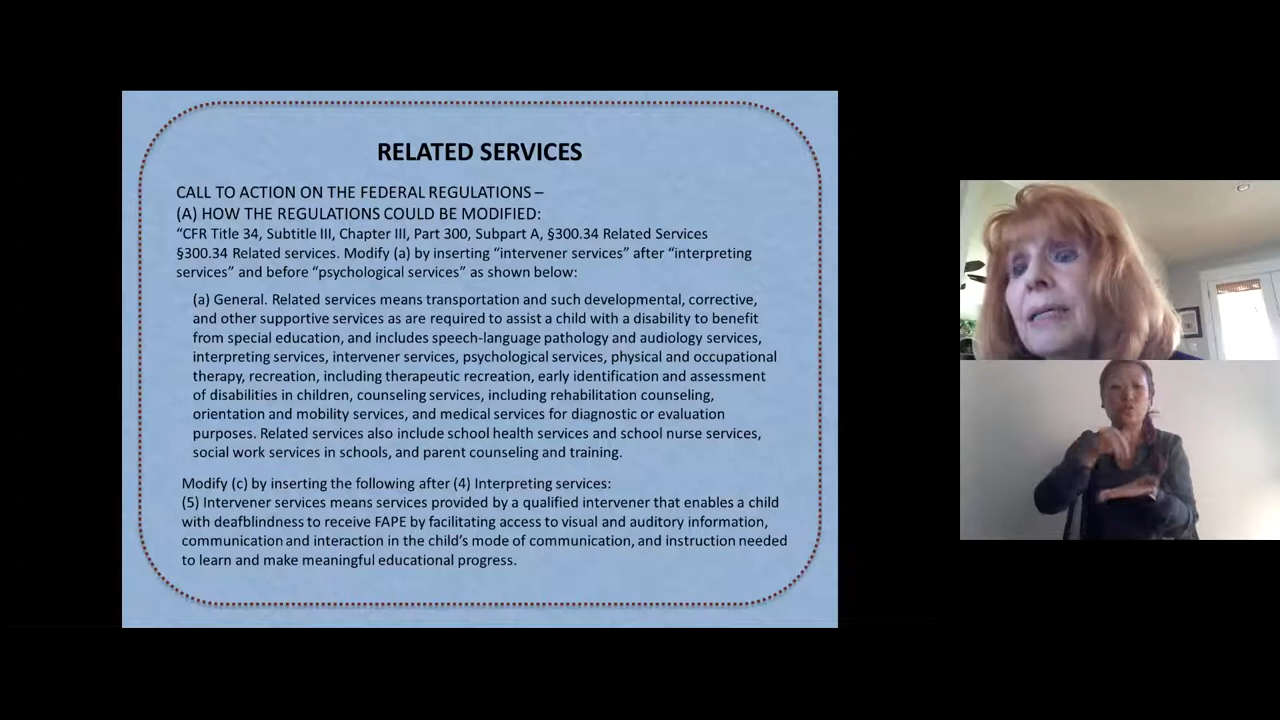 RELATED SERVICES
CALL TO ACTION ON THE FEDERAL REGULATIONS –
(A) HOW THE REGULATIONS COULD BE MODIFIED:
“CFR Title 34, Subtitle III, Chapter III, Part 300, Subpart A, §300.34 Related Services
§300.34 Related services. Modify (a) by inserting “intervener services” after “interpreting
services” and before “psychological services” as shown below:
(a) General. Related services means transportation and such developmental, corrective,
and other supportive services as are required to assist a child with a disability to benefit
from special education, and includes speech-language pathology and audiology services,
interpreting services, intervener services, psychological services, physical and occupational
therapy, recreation, including therapeutic recreation, early identification and assessment
of disabilities in children, counseling services, including rehabilitation counseling,
orientation and mobility services, and medical services for diagnostic or evaluation
purposes. Related services also include school health services and school nurse services,
social work services in schools, and parent counseling and training.
Modify (c) by inserting the following after (4) Interpreting services:
(5) Intervener services means services provided by a qualified intervener that enables a child
with deafblindness to receive FAPE by facilitating access to visual and auditory information,
communication and interaction in the child’s mode of communication, and instruction needed
to learn and make meaningful educational progress.